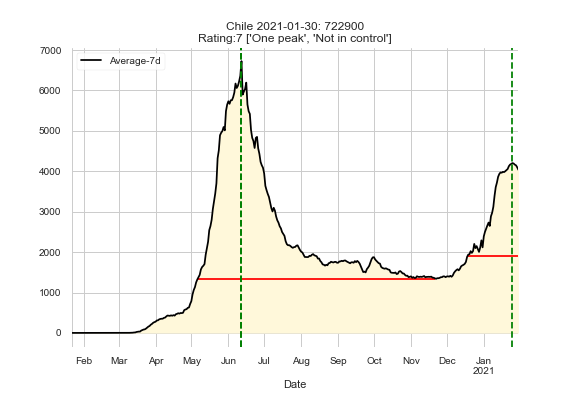 Chile 2021-01-30: 722900
Rating:7 ['One peak', 'Not in control']
Average-7d
7000
6000
5000
4000
3000
2000
1000
0
Feb Mar Apr May Jun Jul Aug Sep Oct Nov Dec Jan
2021
Date